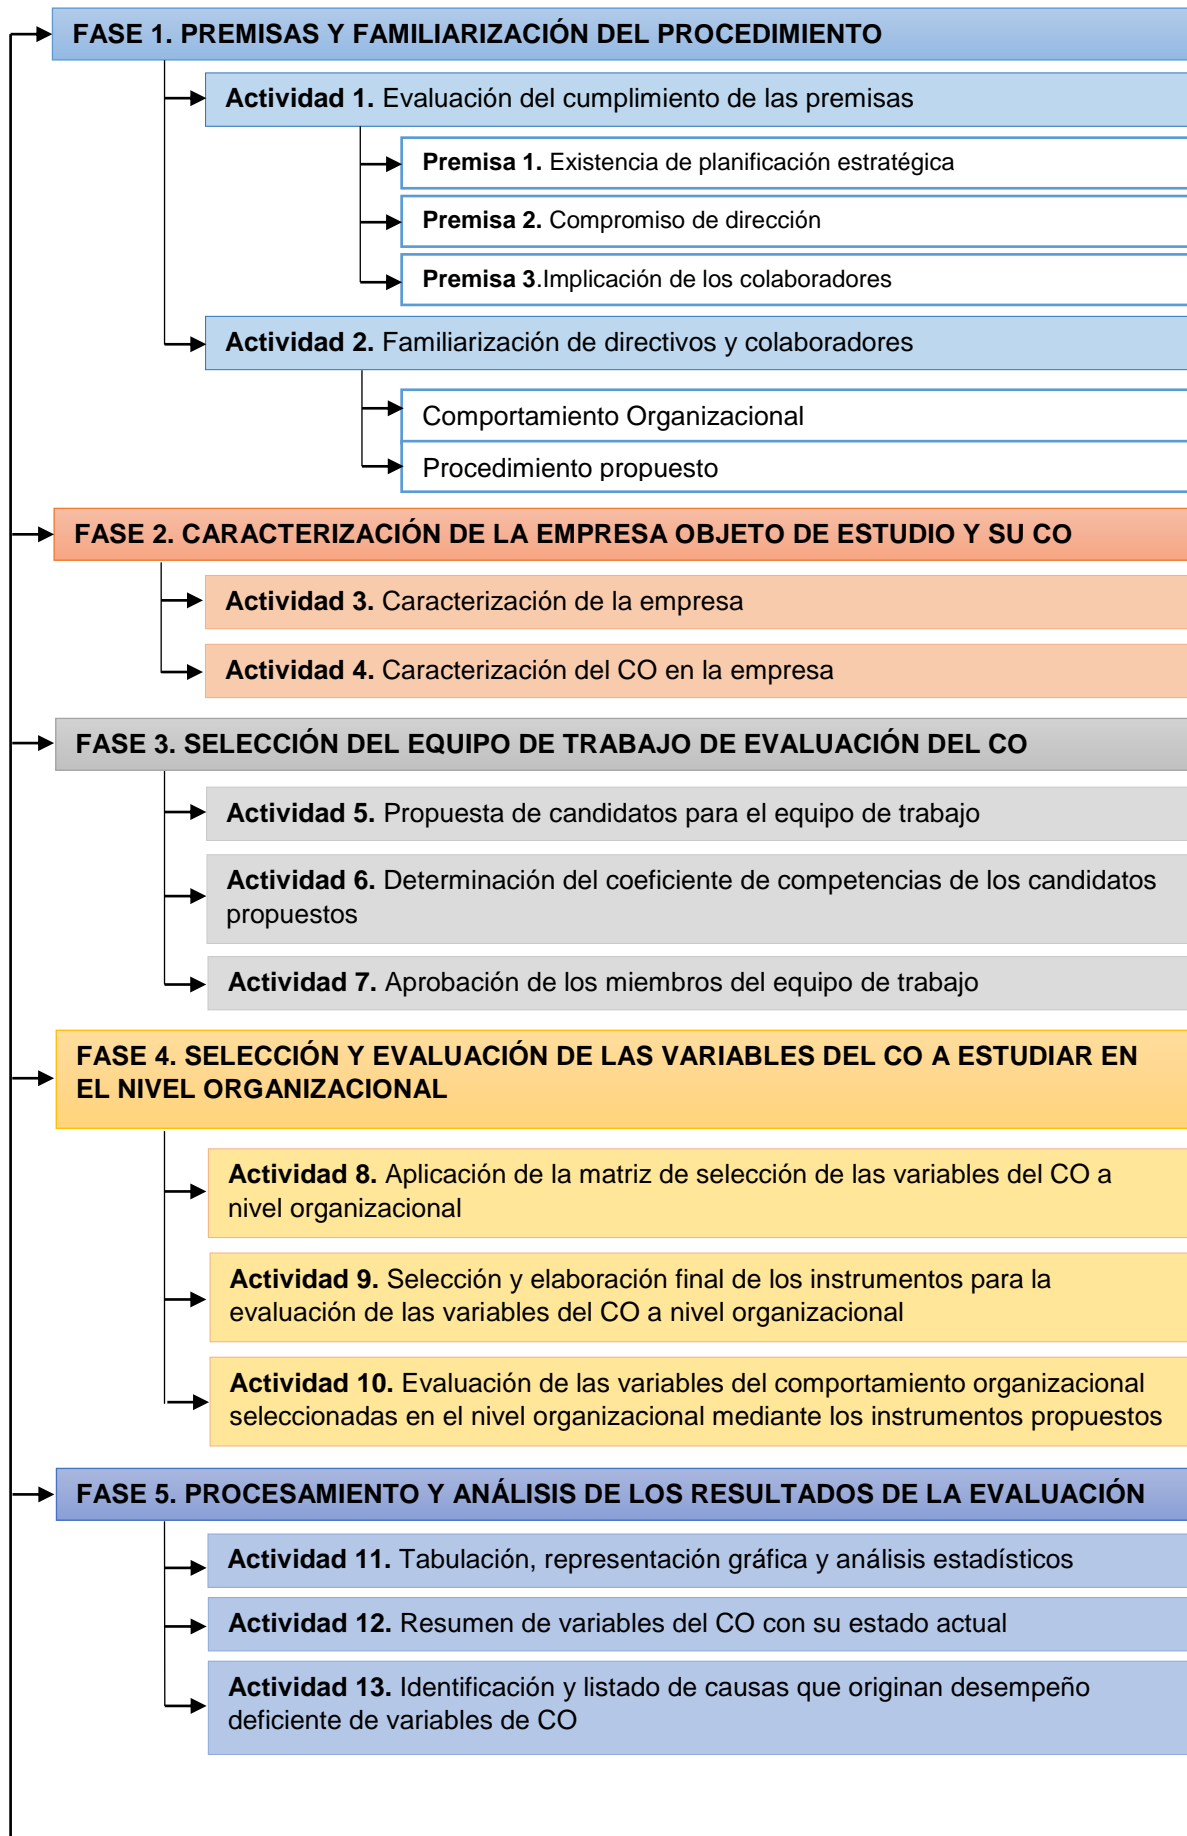 FASE 1. PREMISAS Y FAMILIARIZACIÓN DEL PROCEDIMIENTO
Actividad 1. Evaluación del cumplimiento de las premisas
Premisa 1. Existencia de planificación estratégica
Premisa 2. Compromiso de dirección
Premisa 3.Implicación de los colaboradores
Actividad 2. Familiarización de directivos y colaboradores
Comportamiento Organizacional
Procedimiento propuesto
FASE 2. CARACTERIZACIÓN DE LA EMPRESA OBJETO DE ESTUDIO Y SU CO
Actividad 3. Caracterización de la empresa
Actividad 4. Caracterización del CO en la empresa
FASE 3. SELECCIÓN DEL EQUIPO DE TRABAJO DE EVALUACIÓN DEL CO
Actividad 5. Propuesta de candidatos para el equipo de trabajo
Actividad 6. Determinación del coeficiente de competencias de los candidatos
propuestos
Actividad 7. Aprobación de los miembros del equipo de trabajo
FASE 4. SELECCIÓN Y EVALUACIÓN DE LAS VARIABLES DEL CO A ESTUDIAR EN
EL NIVEL ORGANIZACIONAL
Actividad 8. Aplicación de la matriz de selección de las variables del CO a
nivel organizacional
Actividad 9. Selección y elaboración final de los instrumentos para la
evaluación de las variables del CO a nivel organizacional
Actividad 10. Evaluación de las variables del comportamiento organizacional
seleccionadas en el nivel organizacional mediante los instrumentos propuestos
FASE 5. PROCESAMIENTO Y ANÁLISIS DE LOS RESULTADOS DE LA EVALUACIÓN
Actividad 11. Tabulación, representación gráfica y análisis estadísticos
Actividad 12. Resumen de variables del CO con su estado actual
Actividad 13. Identificación y listado de causas que originan desempeño
deficiente de variables de CO